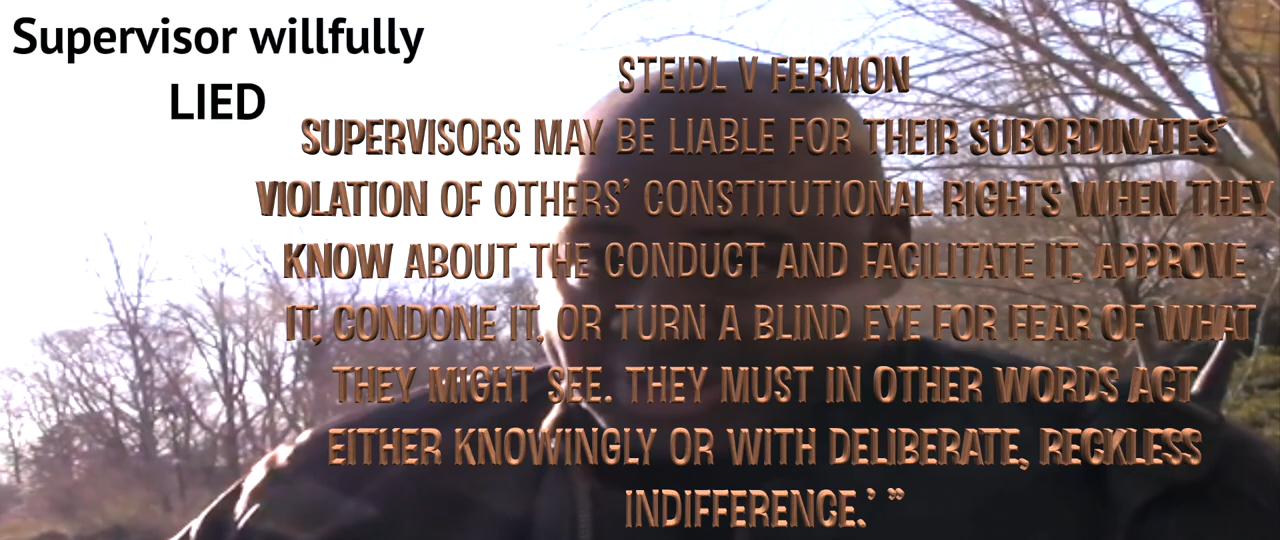 Supervisor willfully
LIED
STEIDL V FERMON
SUPERVISORS MAY BE LIABLE FOR THEIR SUBORDINATES'
VIOLATION OF OTHERS' CONSTITUTIONAL RIGHTS WHEN THEY
KNOW ABOUT THE CONDUCT AND FACILITATE IT, APPROVE
IT, CONDONE IT, OR TURN A BLIND EYE FOR FEAR OF WHAT
THEY MIGHT SEE. THEY MUST IN OTHER WORDS ACT
EITHER KNOWINGLY OR WITH DELIBERATE, RECKLESS
INDIFFERENCE.' ”